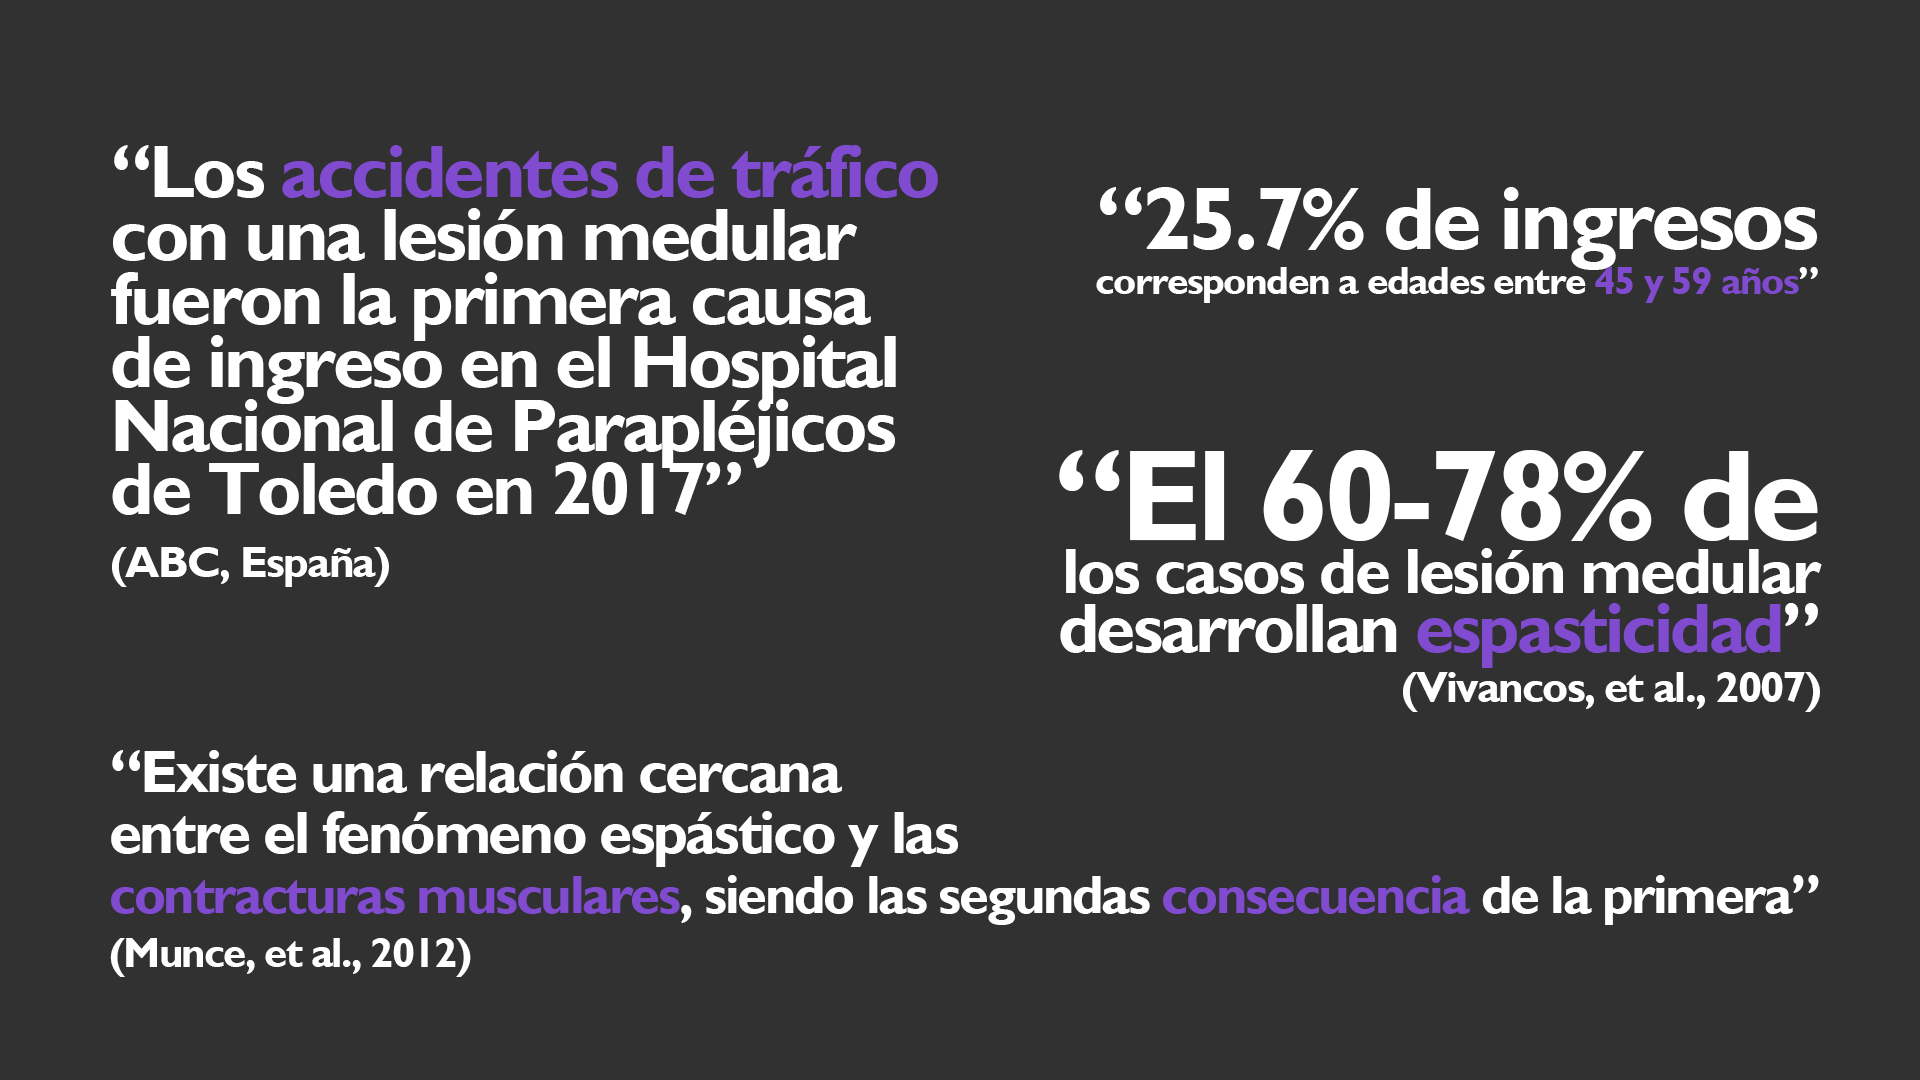 “Los accidentes de tráfico
con una lesión medular
fueron la primera causa
de ingreso en el Hospital
Nacional de Parapléjicos
de Toledo en 2017”
(ABC, España)
“25.7% de ingresos
corresponden a edades entre 45 y 59 años”
“El 60-78% de
los casos de lesión medular
desarrollan espasticidad”
(Vivancos, et al., 2007)
“Existe una relación cercana
entre el fenómeno espástico y las
contracturas musculares, siendo las segundas consecuencia de la primera”
(Munce, et al., 2012)